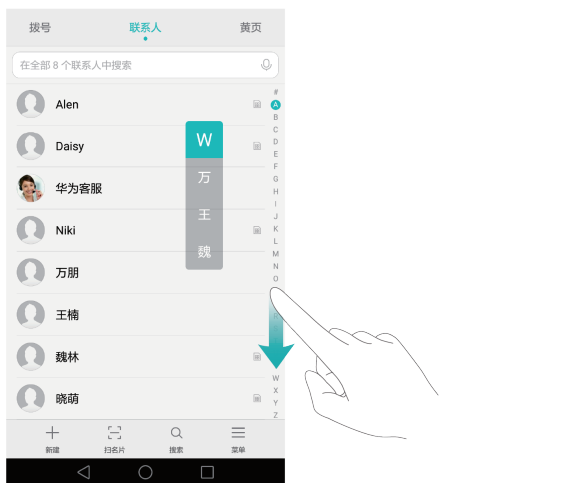 拨号 联系人 黄页
在全部 8 个联系人中搜索
#
A
Alen
B
C
D
Daisy
E
W
F
万
G
华为客服
H
I
王
J
K
Niki
L
魏
M
N
万朋
O
王楠
魏林
W
X
晓萌
Y
Z
新建 扫名片 搜索 菜单